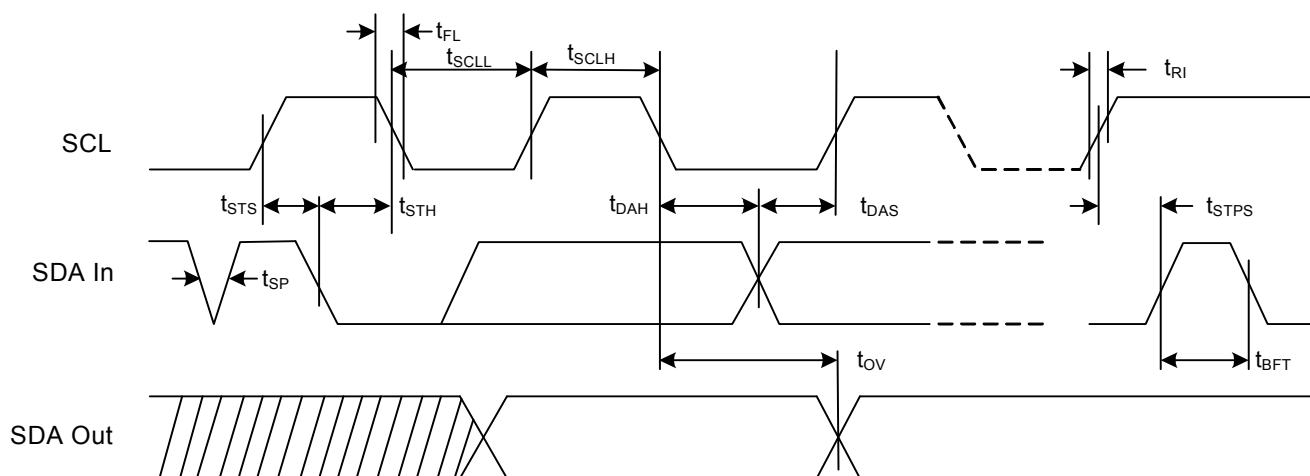 tFL
tSCLL
tSCLH
tRI
SCL
tSTS
tSTH
tDAH
tDAS
tSTPS
SDA In
tSP
tOV
tBFT
SDA Out